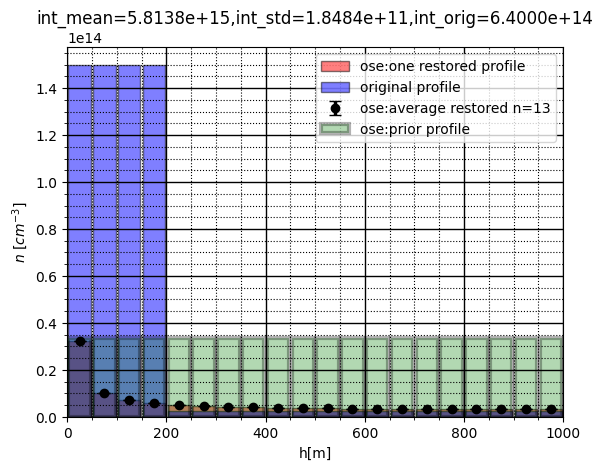 int_mean=5.8138e+15,int_std=1.8484e+11,int_orig=6.4000e+14
1e14
ose:one restored profile
original profile
ose:average restored n=13
ose:prior profile
1.4
1.2
1.0
0.8
0.6
0.4
0.2
0.0
n [cm⁻³]
0 200 400 600 800 1000
h[m]